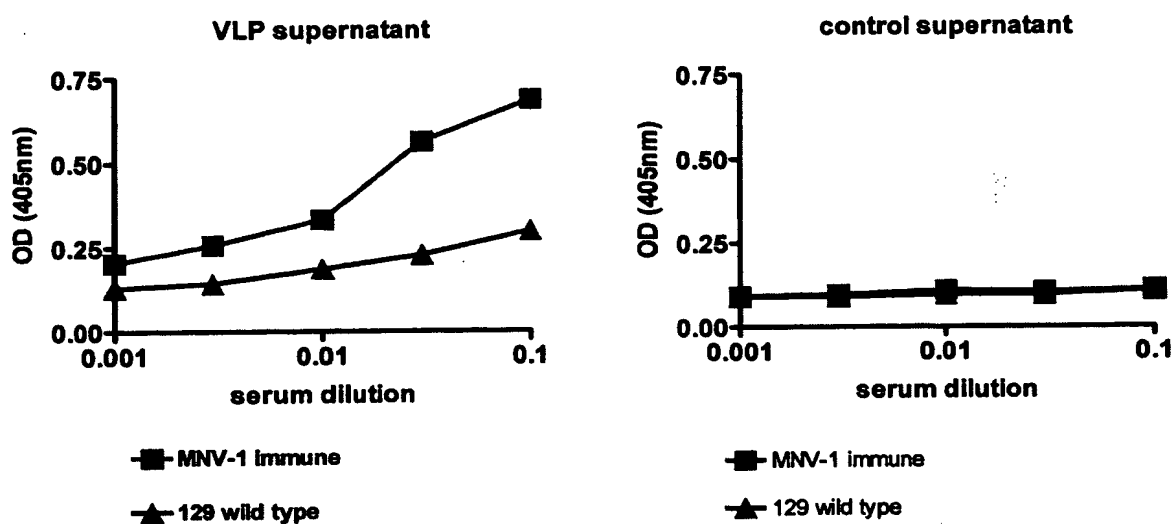 VLP supernatant
OD (405nm)
0.75
0.50
0.25
0.00
0.001
0.01
0.1
serum dilution
MNV-1 immune
129 wild type
control supernatant
OD (405nm)
0.75
0.50
0.25
0.00
0.001
0.01
0.1
serum dilution
MNV-1 immune
129 wild type